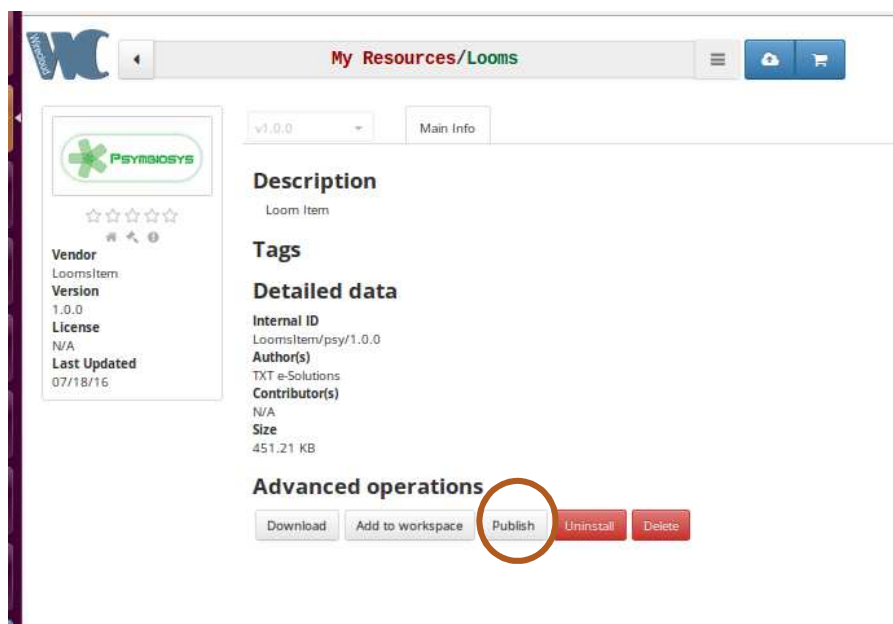 Wirecloud
WC
My Resources/Looms
PSYMBIOSYS
Vendor
LoomsItem
Version
1.0.0
License
N/A
Last Updated
07/18/16
v1.0.0
Main Info
Description
Loom Item
Tags
Detailed data
Internal ID
LoomsItem/psy/1.0.0
Author(s)
TXT e-Solutions
Contributor(s)
N/A
Size
451.21 KB
Advanced operations
Download Add to workspace Publish Uninstall Delete